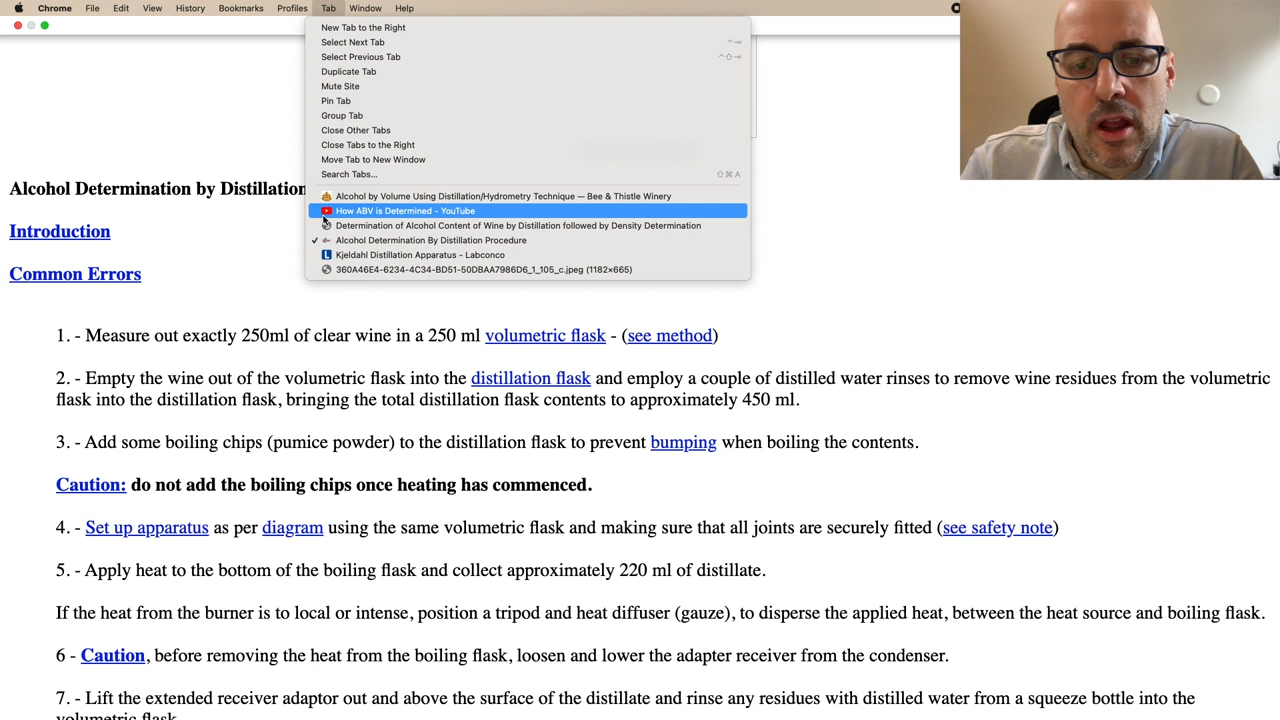 Chrome File Edit View History Bookmarks Profiles Tab Window Help
New Tab to the Right
Select Next Tab
Select Previous Tab
Duplicate Tab
Mute Site
Pin Tab
Group Tab
Close Other Tabs
Close Tabs to the Right
Move Tab to New Window
Search Tabs... ⇧⌘A
Alcohol by Volume Using Distillation/Hydrometry Technique — Bee & Thistle Winery
How ABV is Determined - YouTube
Determination of Alcohol Content of Wine by Distillation followed by Density Determination
✓ Alcohol Determination By Distillation Procedure
Kjeldahl Distillation Apparatus - Labconco
360A46E4-6234-4C34-BD51-50DBAA7986D6_1_105_c.jpeg (1182×665)
Alcohol Determination by Distillation
Introduction
Common Errors
1. - Measure out exactly 250ml of clear wine in a 250 ml volumetric flask - (see method)
2. - Empty the wine out of the volumetric flask into the distillation flask and employ a couple of distilled water rinses to remove wine residues from the volumetric
flask into the distillation flask, bringing the total distillation flask contents to approximately 450 ml.
3. - Add some boiling chips (pumice powder) to the distillation flask to prevent bumping when boiling the contents.
Caution: do not add the boiling chips once heating has commenced.
4. - Set up apparatus as per diagram using the same volumetric flask and making sure that all joints are securely fitted (see safety note)
5. - Apply heat to the bottom of the boiling flask and collect approximately 220 ml of distillate.
If the heat from the burner is to local or intense, position a tripod and heat diffuser (gauze), to disperse the applied heat, between the heat source and boiling flask.
6 - Caution, before removing the heat from the boiling flask, loosen and lower the adapter receiver from the condenser.
7. - Lift the extended receiver adaptor out and above the surface of the distillate and rinse any residues with distilled water from a squeeze bottle into the
volumetric flask